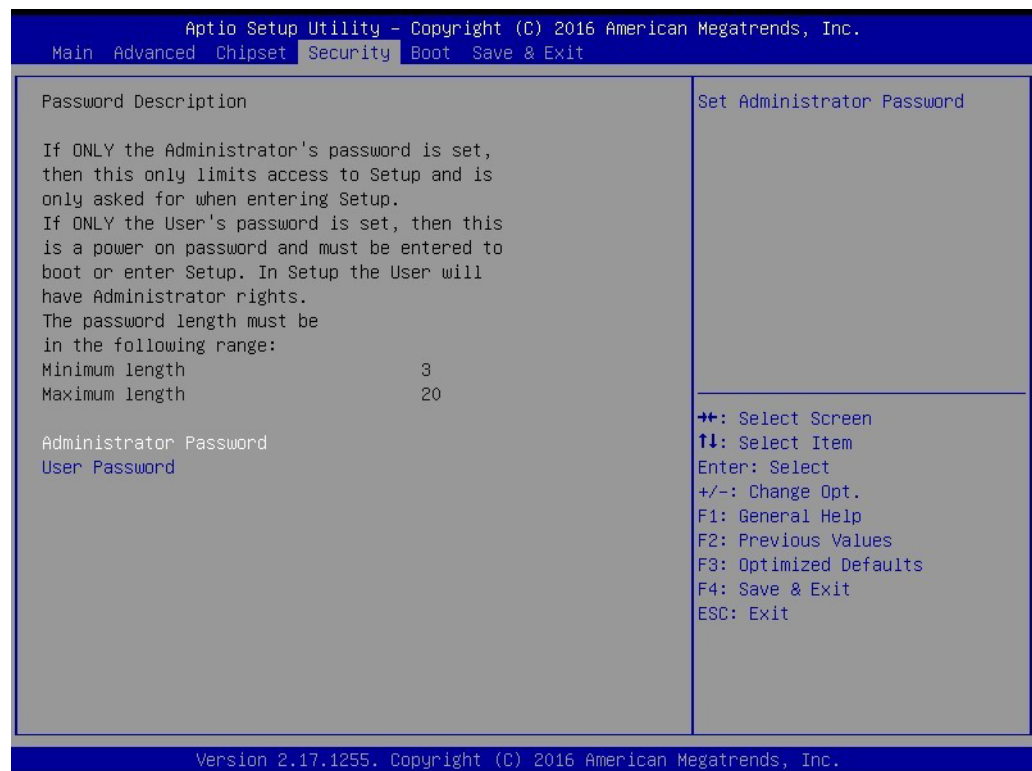 Aptio Setup Utility – Copyright (C) 2016 American Megatrends, Inc.
Main Advanced Chipset Security Boot Save & Exit
Password Description
If ONLY the Administrator's password is set,
then this only limits access to Setup and is
only asked for when entering Setup.
If ONLY the User's password is set, then this
is a power on password and must be entered to
boot or enter Setup. In Setup the User will
have Administrator rights.
The password length must be
in the following range:
Minimum length 3
Maximum length 20
Administrator Password
User Password
Set Administrator Password
→←: Select Screen
↑↓: Select Item
Enter: Select
+/-: Change Opt.
F1: General Help
F2: Previous Values
F3: Optimized Defaults
F4: Save & Exit
ESC: Exit
Version 2.17.1255. Copyright (C) 2016 American Megatrends, Inc.